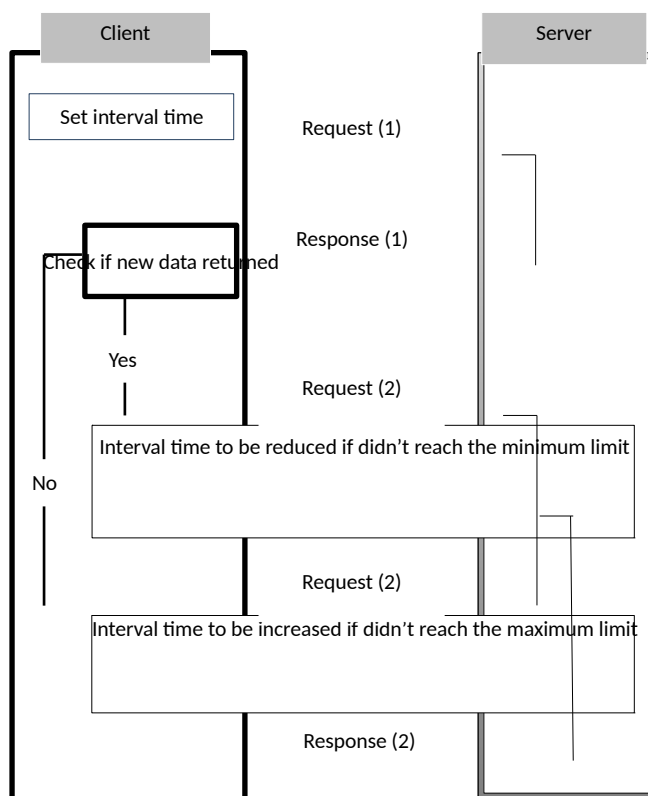 Client
Server
Set interval time
Request (1)
Response (1)
Check if new data returned
Yes
Request (2)
Interval time to be reduced if didn’t reach the minimum limit
No
Request (2)
Interval time to be increased if didn’t reach the maximum limit
Response (2)